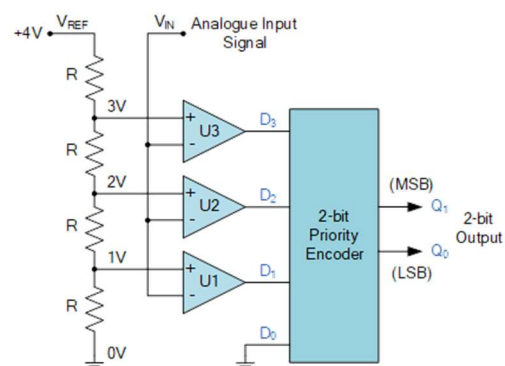 VREF
VIN
Analogue Input
Signal
+4V
R
3V
+
-
U3
D3
R
2V
+
-
U2
D2
R
1V
+
-
U1
D1
R
0V
D0
2-bit
Priority
Encoder
(MSB)
Q1
Q0
(LSB)
2-bit
Output